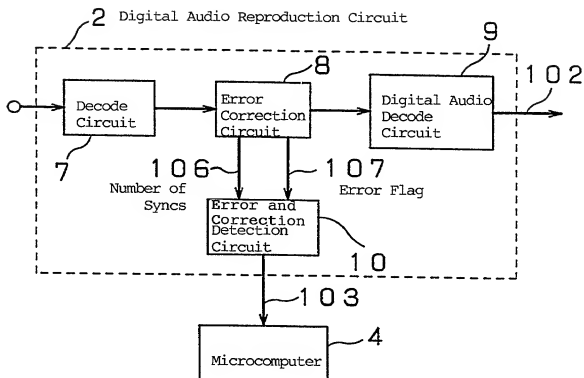 2 Digital Audio Reproduction Circuit
9
8
102
Decode
Circuit
7
Error
Correction
Circuit
Digital Audio
Decode
Circuit
106
107
Number of
Syncs
Error Flag
Error and
Correction
Detection
Circuit
10
103
4
Microcomputer